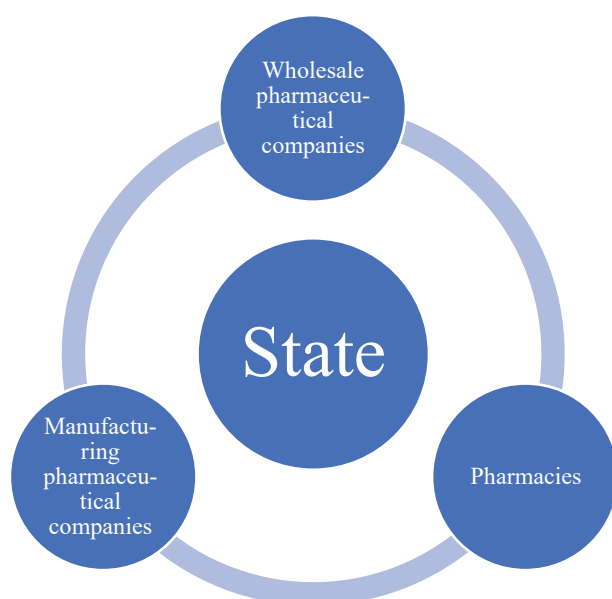 Wholesale
pharmaceu-
tical
companies
State
Manufactu-
ring
pharmaceu-
tical
companies
Pharmacies